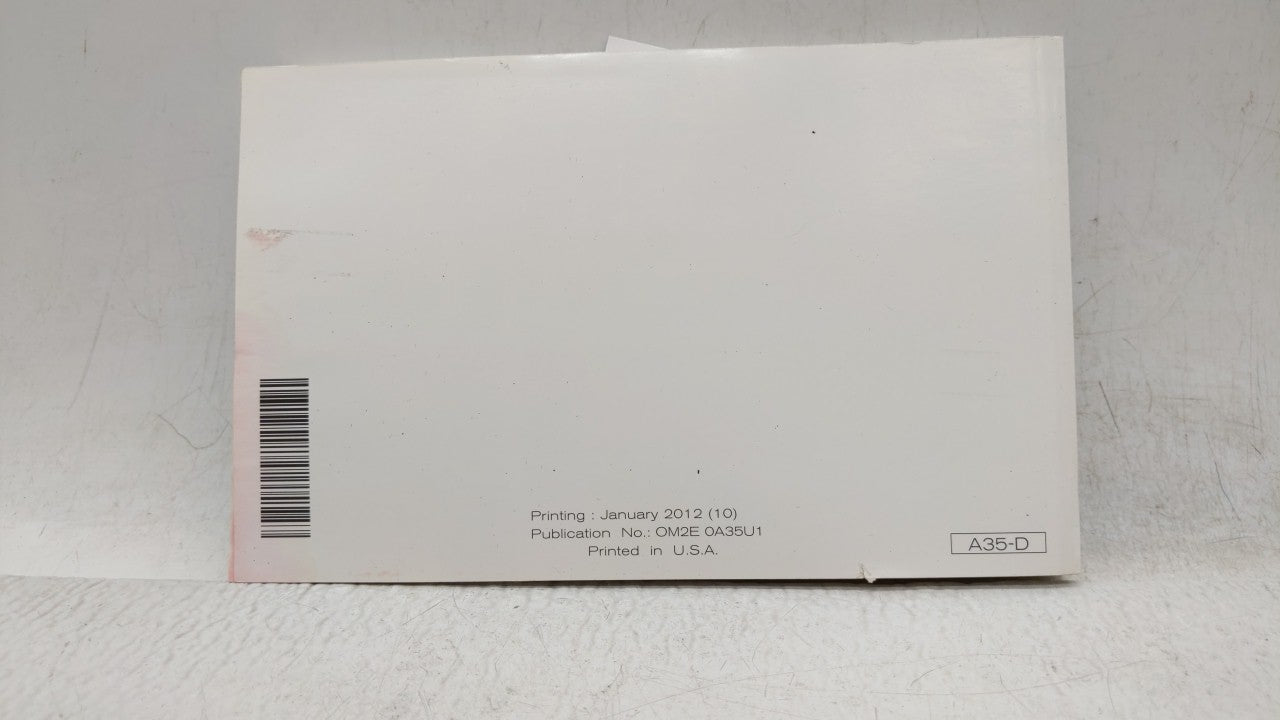 Printing : January 2012 (10)
Publication No.: OM2E 0A35U1
Printed in U.S.A.
A35-D